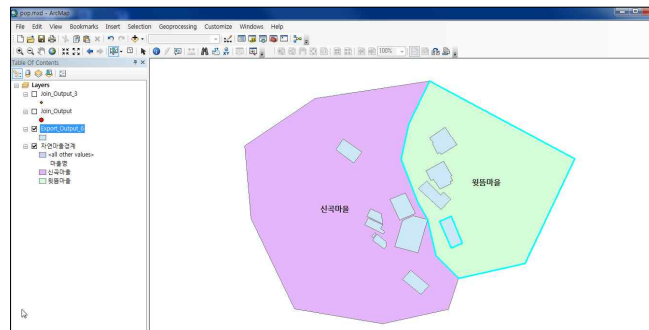 pop.mxd - ArcMap
File Edit View Bookmarks Insert Selection Geoprocessing Customize Windows Help
100%
Table Of Contents
Layers
Join_Output_3
Join_Output
Export_Output_6
자연마을경계
<all other values>
마을명
신곡마을
윗뜸마을
신곡마을
윗뜸마을